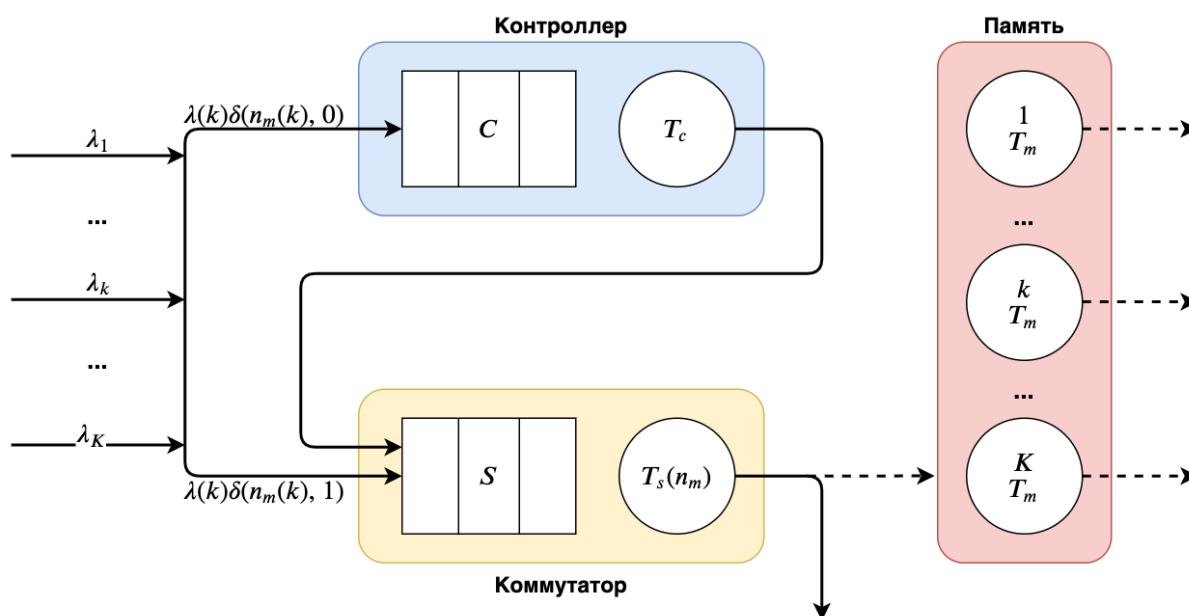 Контроллер
Память
λ(k)δ(n_m(k), 0)
C
T_c
1
T_m
λ_1
...
...
λ_k
k
T_m
...
...
λ_K
λ(k)δ(n_m(k), 1)
S
T_s(n_m)
K
T_m
Коммутатор